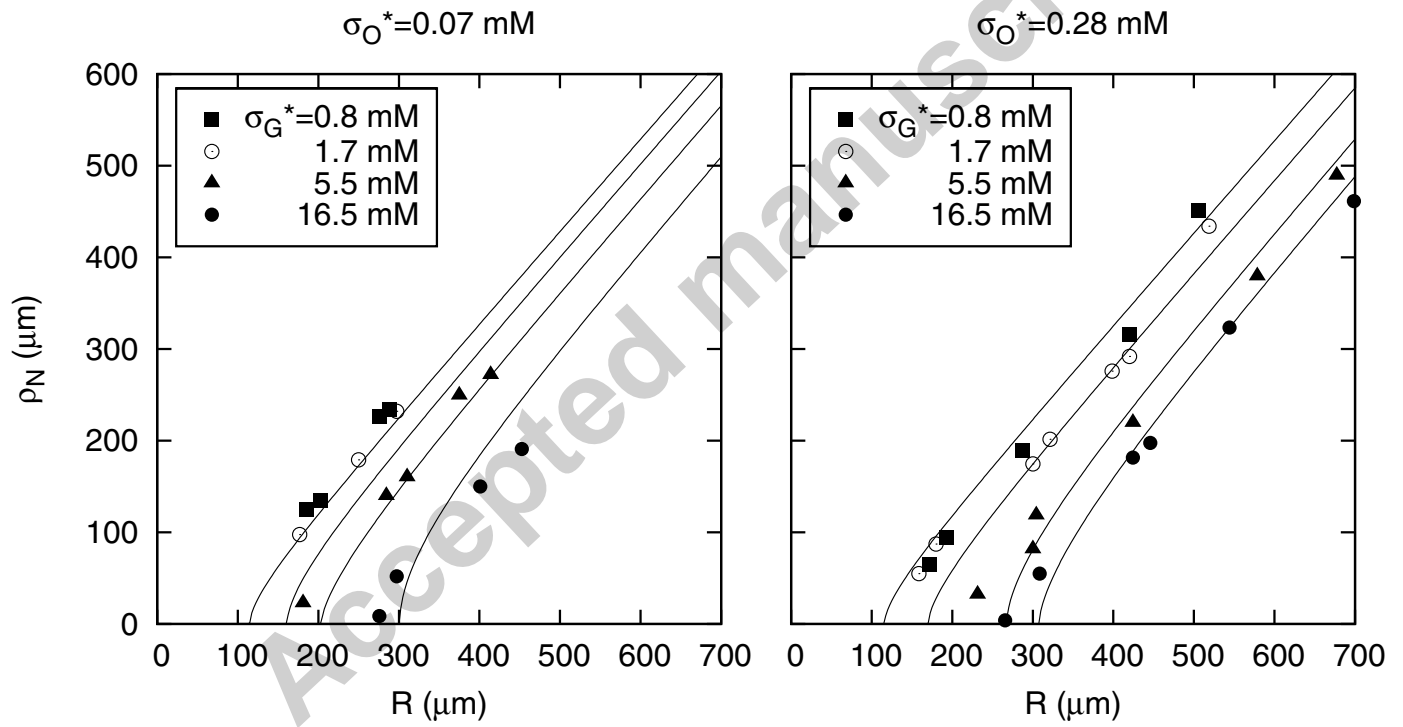 σO*=0.07 mM
σO*=0.28 mM
600
500
400
300
200
100
0
ρN (μm)
σG*=0.8 mM
1.7 mM
5.5 mM
16.5 mM
0 100 200 300 400 500 600 700
R (μm)
σG*=0.8 mM
1.7 mM
5.5 mM
16.5 mM
0 100 200 300 400 500 600 700
R (μm)
Accepted manusc